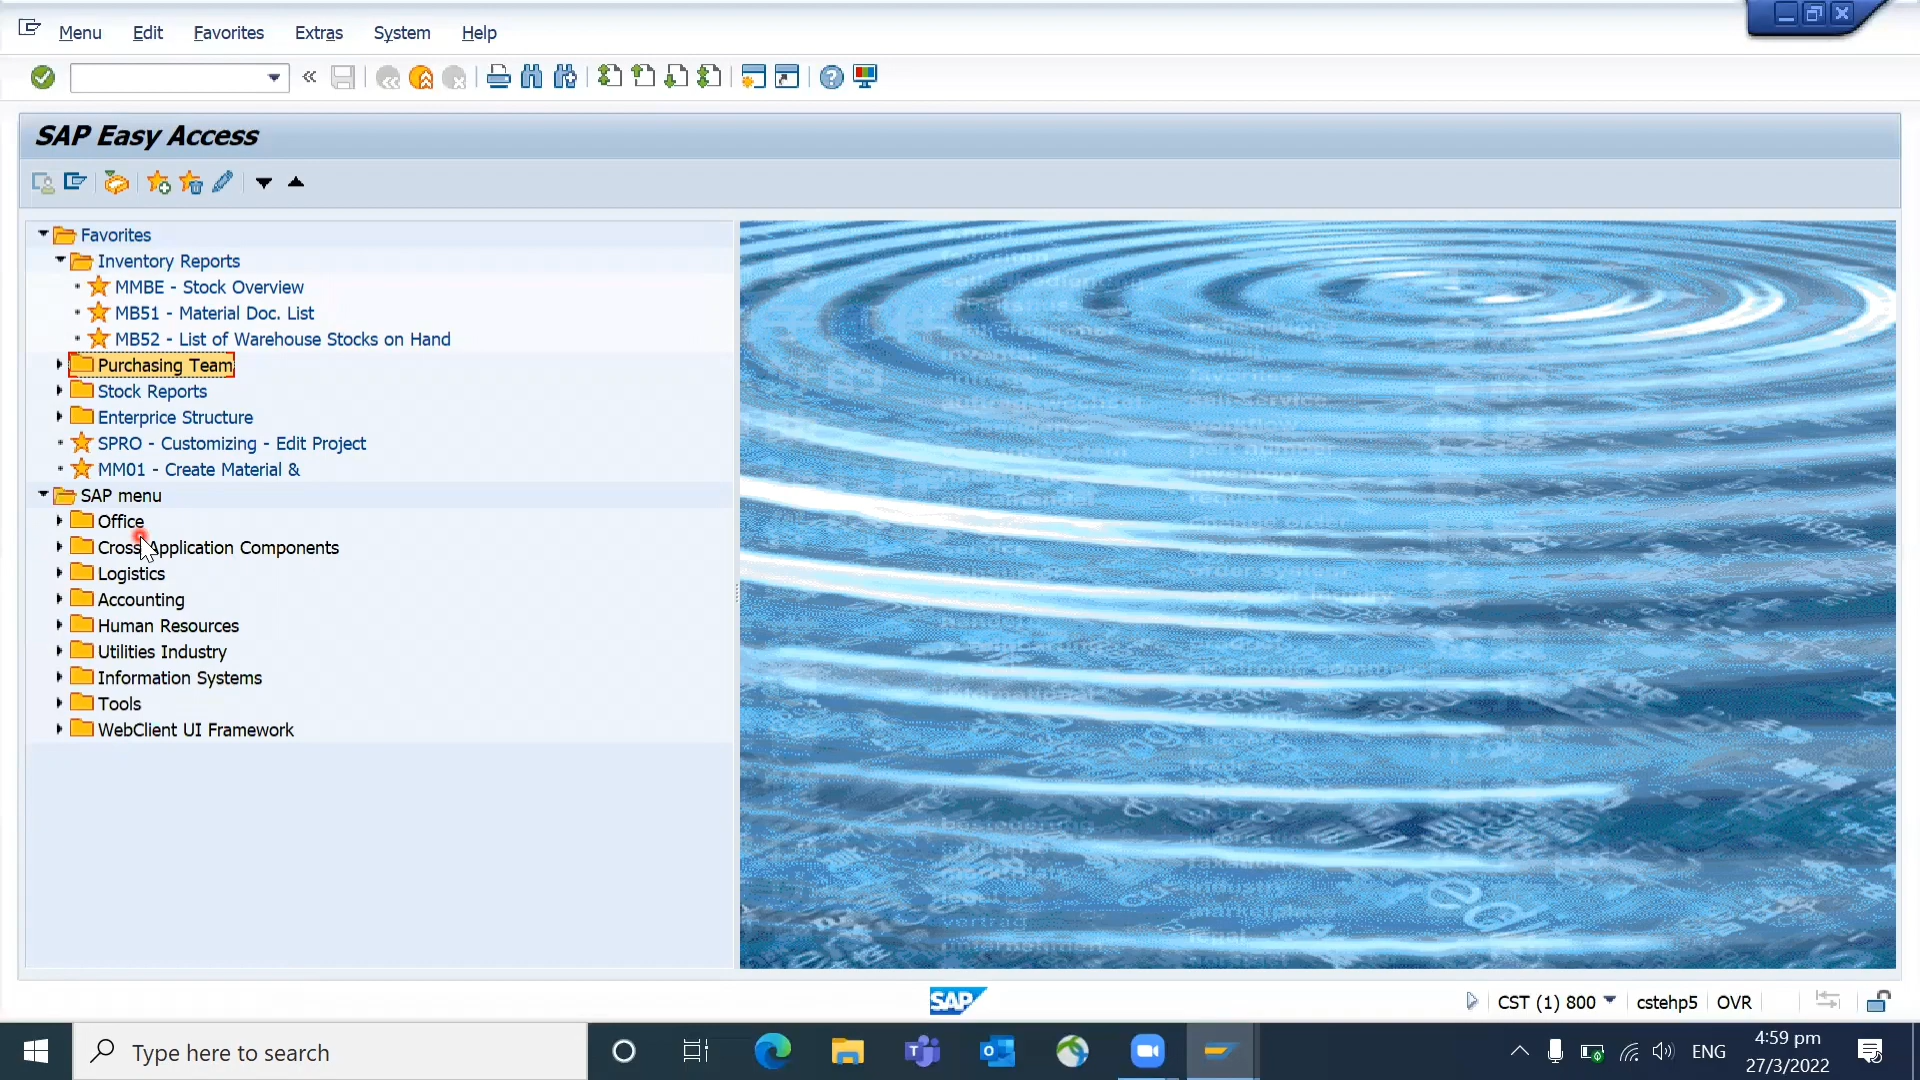 Menu Edit Favorites Extras System Help
SAP Easy Access
Favorites
Inventory Reports
MMBE - Stock Overview
MB51 - Material Doc. List
MB52 - List of Warehouse Stocks on Hand
Purchasing Team
Stock Reports
Enterprice Structure
SPRO - Customizing - Edit Project
MM01 - Create Material &
SAP menu
Office
Cross-Application Components
Logistics
Accounting
Human Resources
Utilities Industry
Information Systems
Tools
WebClient UI Framework
SAP
CST (1) 800 cstehp5 OVR
Type here to search
ENG
4:59 pm
27/3/2022